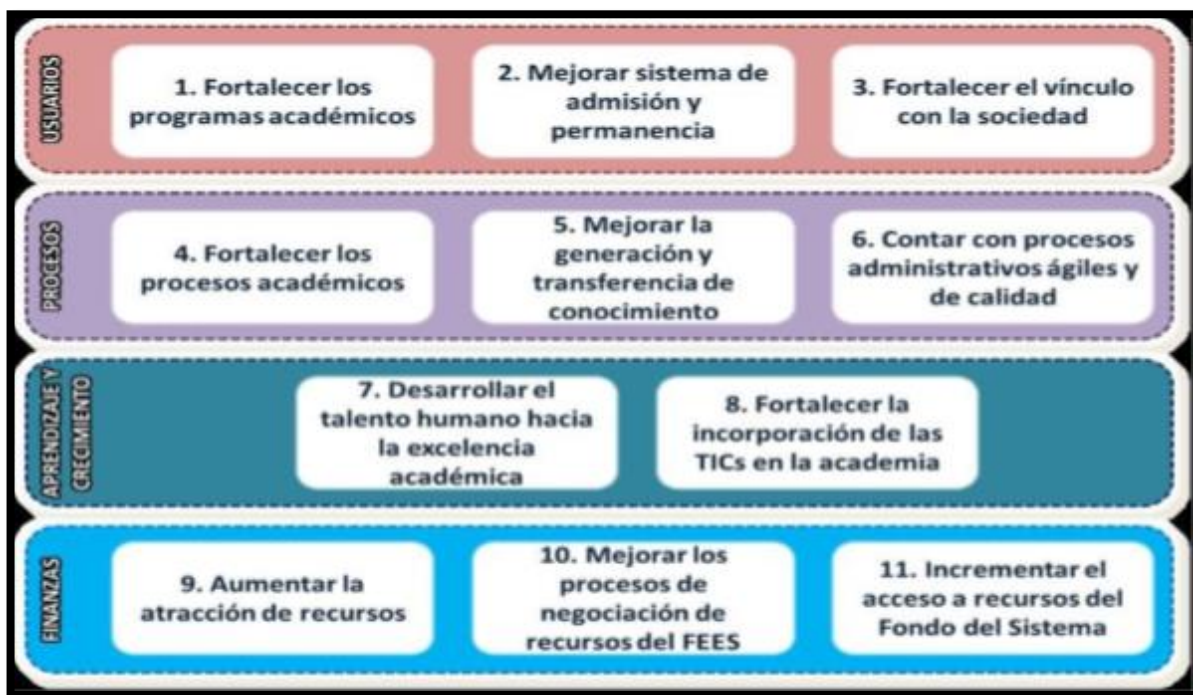 USUARIOS
1. Fortalecer los
programas académicos
2. Mejorar sistema de
admisión y
permanencia
3. Fortalecer el vínculo
con la sociedad
PROCESOS
4. Fortalecer los
procesos académicos
5. Mejorar la
generación y
transferencia de
conocimiento
6. Contar con procesos
administrativos ágiles y
de calidad
APRENDIZAJE Y
CRECIMIENTO
7. Desarrollar el
talento humano hacia
la excelencia
académica
8. Fortalecer la
incorporación de las
TICs en la academia
FINANZAS
9. Aumentar la
atracción de recursos
10. Mejorar los
procesos de
negociación de
recursos del FEES
11. Incrementar el
acceso a recursos del
Fondo del Sistema